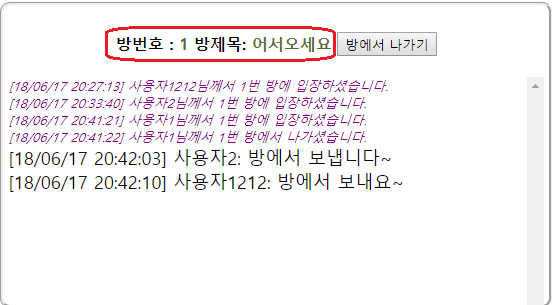 방번호 : 1 방제목: 어서오세요 방에서 나가기
[18/06/17 20:27:13] 사용자1212님께서 1번 방에 입장하셨습니다.
[18/06/17 20:33:40] 사용자2님께서 1번 방에 입장하셨습니다.
[18/06/17 20:41:21] 사용자1님께서 1번 방에 입장하셨습니다.
[18/06/17 20:41:22] 사용자1님께서 1번 방에서 나가셨습니다.
[18/06/17 20:42:03] 사용자2: 방에서 보냅니다~
[18/06/17 20:42:10] 사용자1212: 방에서 보내요~